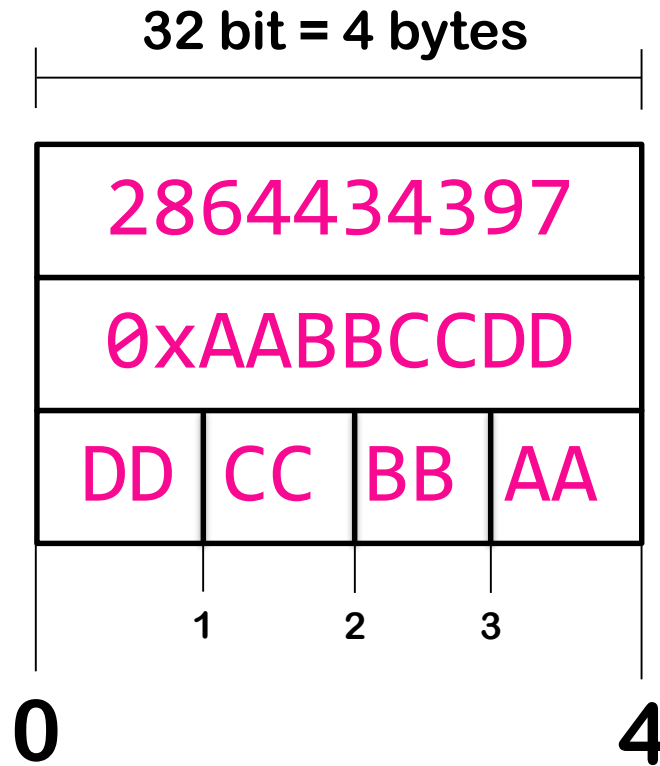 32 bit = 4 bytes
2864434397
0xAABBCCDD
DD CC BB AA
1 2 3
0 4